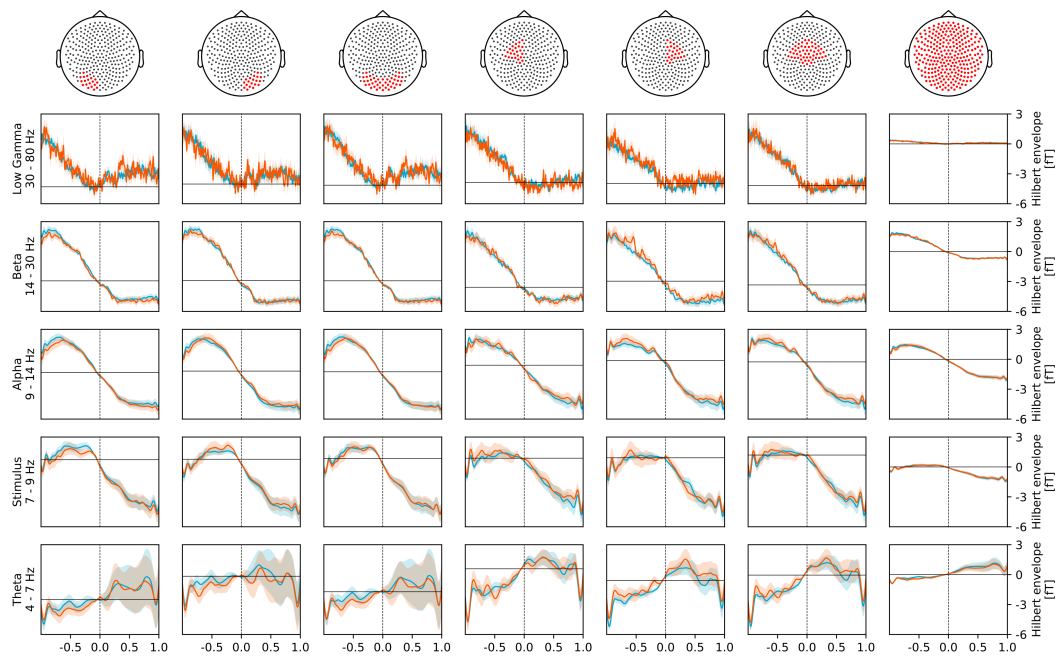 Low Gamma
30 - 80 Hz
3
0
-3
-6
Hilbert envelope
[fT]
Beta
14 - 30 Hz
3
0
-3
-6
Hilbert envelope
[fT]
Alpha
9 - 14 Hz
3
0
-3
-6
Hilbert envelope
[fT]
Stimulus
7 - 9 Hz
3
0
-3
-6
Hilbert envelope
[fT]
Theta
4 - 7 Hz
3
0
-3
-6
Hilbert envelope
[fT]
-0.5 0.0 0.5 1.0 -0.5 0.0 0.5 1.0 -0.5 0.0 0.5 1.0 -0.5 0.0 0.5 1.0 -0.5 0.0 0.5 1.0 -0.5 0.0 0.5 1.0 -0.5 0.0 0.5 1.0